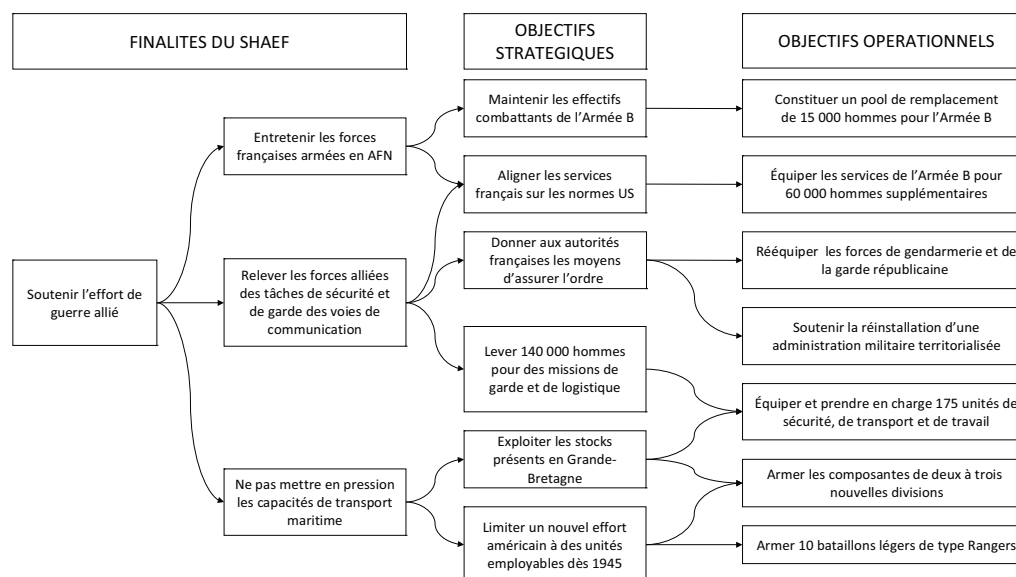 FINALITES DU SHAEF
OBJECTIFS
STRATEGIQUES
OBJECTIFS OPERATIONNELS
Soutenir l'effort de
guerre allié
Entretenir les forces
françaises armées en AFN
Relever les forces alliées
des tâches de sécurité et
de garde des voies de
communication
Ne pas mettre en pression
les capacités de transport
maritime
Maintenir les effectifs
combattants de l'Armée B
Aligner les services
français sur les normes US
Donner aux autorités
françaises les moyens
d'assurer l'ordre
Lever 140 000 hommes
pour des missions de
garde et de logistique
Exploiter les stocks
présents en Grande-
Bretagne
Limiter un nouvel effort
américain à des unités
employables dès 1945
Constituer un pool de remplacement
de 15 000 hommes pour l'Armée B
Équiper les services de l'Armée B pour
60 000 hommes supplémentaires
Rééquiper les forces de gendarmerie et de
la garde républicaine
Soutenir la réinstallation d'une
administration militaire territorialisée
Équiper et prendre en charge 175 unités de
sécurité, de transport et de travail
Armer les composantes de deux à trois
nouvelles divisions
Armer 10 bataillons légers de type Rangers